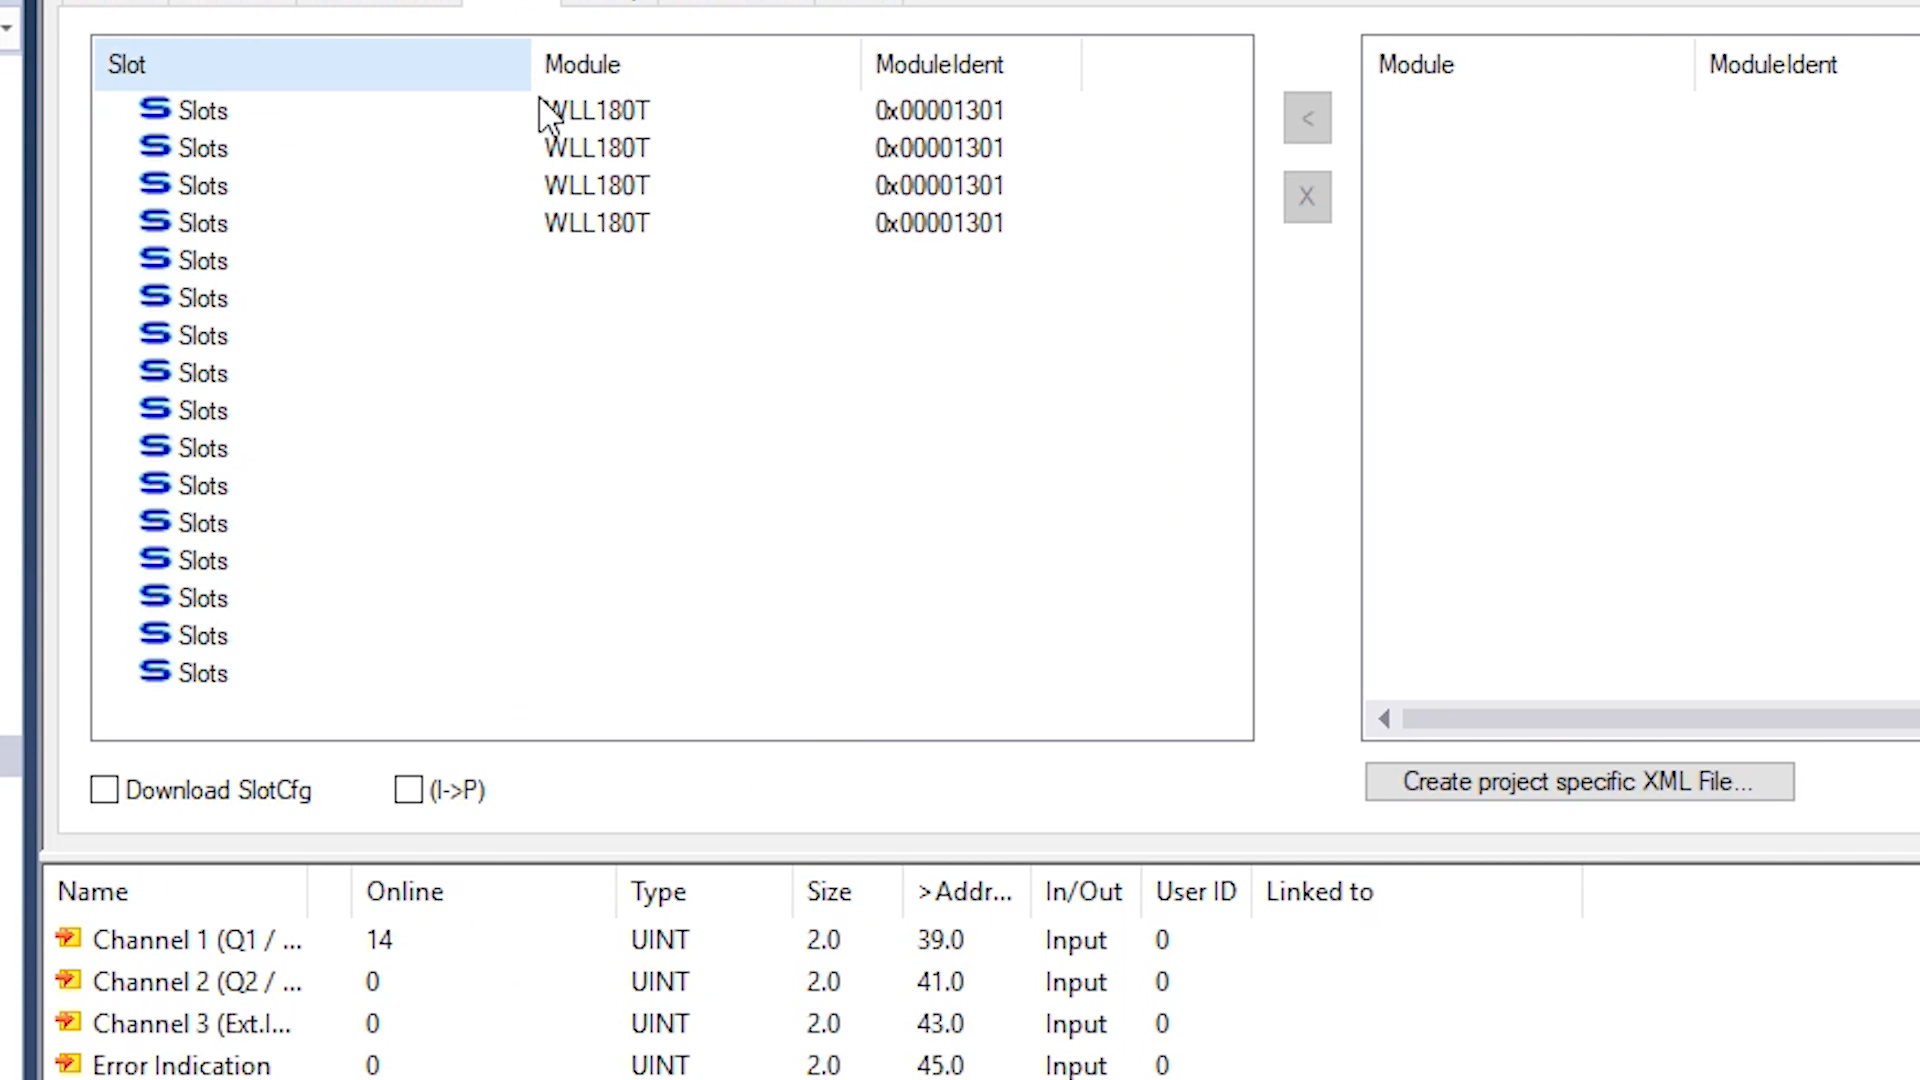 Slot Module ModuleIdent
Slots WLL180T 0x00001301
Slots WLL180T 0x00001301
Slots WLL180T 0x00001301
Slots WLL180T 0x00001301
Slots
Slots
Slots
Slots
Slots
Slots
Slots
Slots
Slots
Slots
Slots
Slots
Download SlotCfg (I->P)
<
X
Module ModuleIdent
Create project specific XML File...
Name Online Type Size >Addr... In/Out User ID Linked to
Channel 1 (Q1 / ... 14 UINT 2.0 39.0 Input 0
Channel 2 (Q2 / ... 0 UINT 2.0 41.0 Input 0
Channel 3 (Ext.I... 0 UINT 2.0 43.0 Input 0
Error Indication 0 UINT 2.0 45.0 Input 0